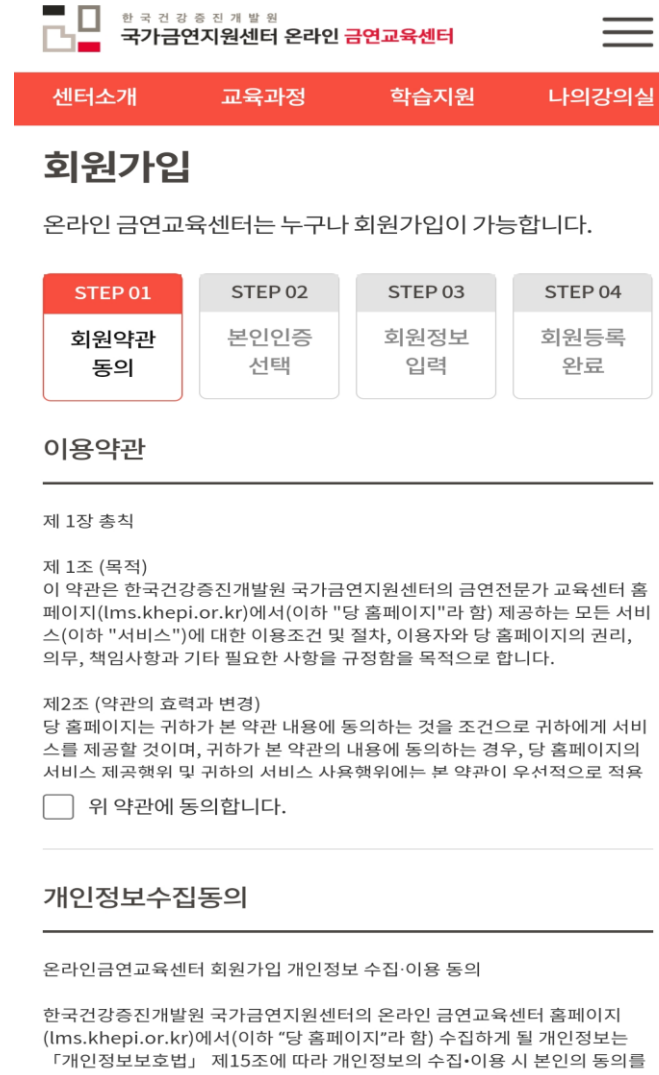 한국건강증진개발원
국가금연지원센터 온라인 금연교육센터
센터소개 교육과정 학습지원 나의강의실
회원가입
온라인 금연교육센터는 누구나 회원가입이 가능합니다.
STEP 01 STEP 02 STEP 03 STEP 04
회원약관 본인인증 회원정보 회원등록
동의 선택 입력 완료
이용약관
제 1장 총칙
제 1조 (목적)
이 약관은 한국건강증진개발원 국가금연지원센터의 금연전문가 교육센터 홈
페이지(lms.khepi.or.kr)에서(이하 "당 홈페이지"라 함) 제공하는 모든 서비
스(이하 "서비스")에 대한 이용조건 및 절차, 이용자와 당 홈페이지의 권리,
의무, 책임사항과 기타 필요한 사항을 규정함을 목적으로 합니다.
제2조 (약관의 효력과 변경)
당 홈페이지는 귀하가 본 약관 내용에 동의하는 것을 조건으로 귀하에게 서비
스를 제공할 것이며, 귀하가 본 약관의 내용에 동의하는 경우, 당 홈페이지의
서비스 제공행위 및 귀하의 서비스 사용행위에는 본 약관이 우선적으로 적용
위 약관에 동의합니다.
개인정보수집동의
온라인금연교육센터 회원가입 개인정보 수집·이용 동의
한국건강증진개발원 국가금연지원센터의 온라인 금연교육센터 홈페이지
(lms.khepi.or.kr)에서(이하 "당 홈페이지"라 함) 수집하게 될 개인정보는
「개인정보보호법」 제15조에 따라 개인정보의 수집•이용 시 본인의 동의를